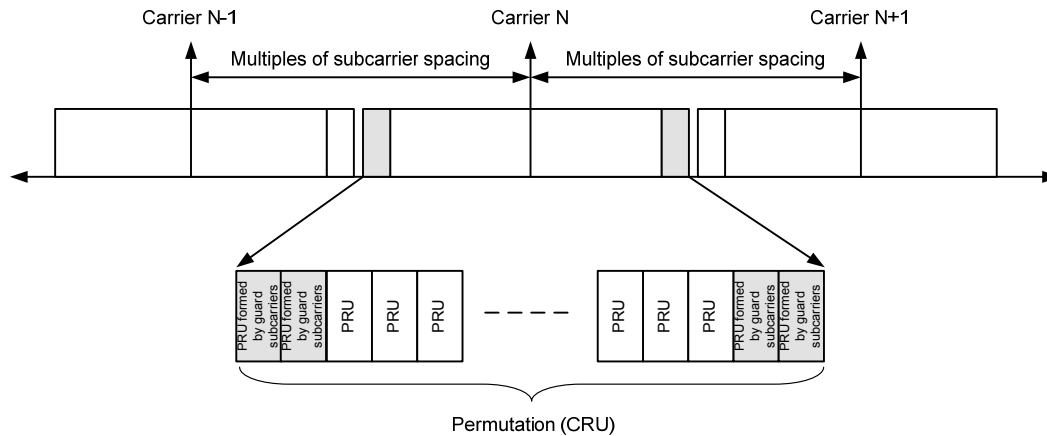 Carrier N-1
Carrier N
Carrier N+1
Multiples of subcarrier spacing
Multiples of subcarrier spacing
PRU formed
by guard
subcarriers
PRU formed
by guard
subcarriers
PRU
PRU
PRU
PRU
PRU
PRU
PRU formed
by guard
subcarriers
PRU formed
by guard
subcarriers
Permutation (CRU)